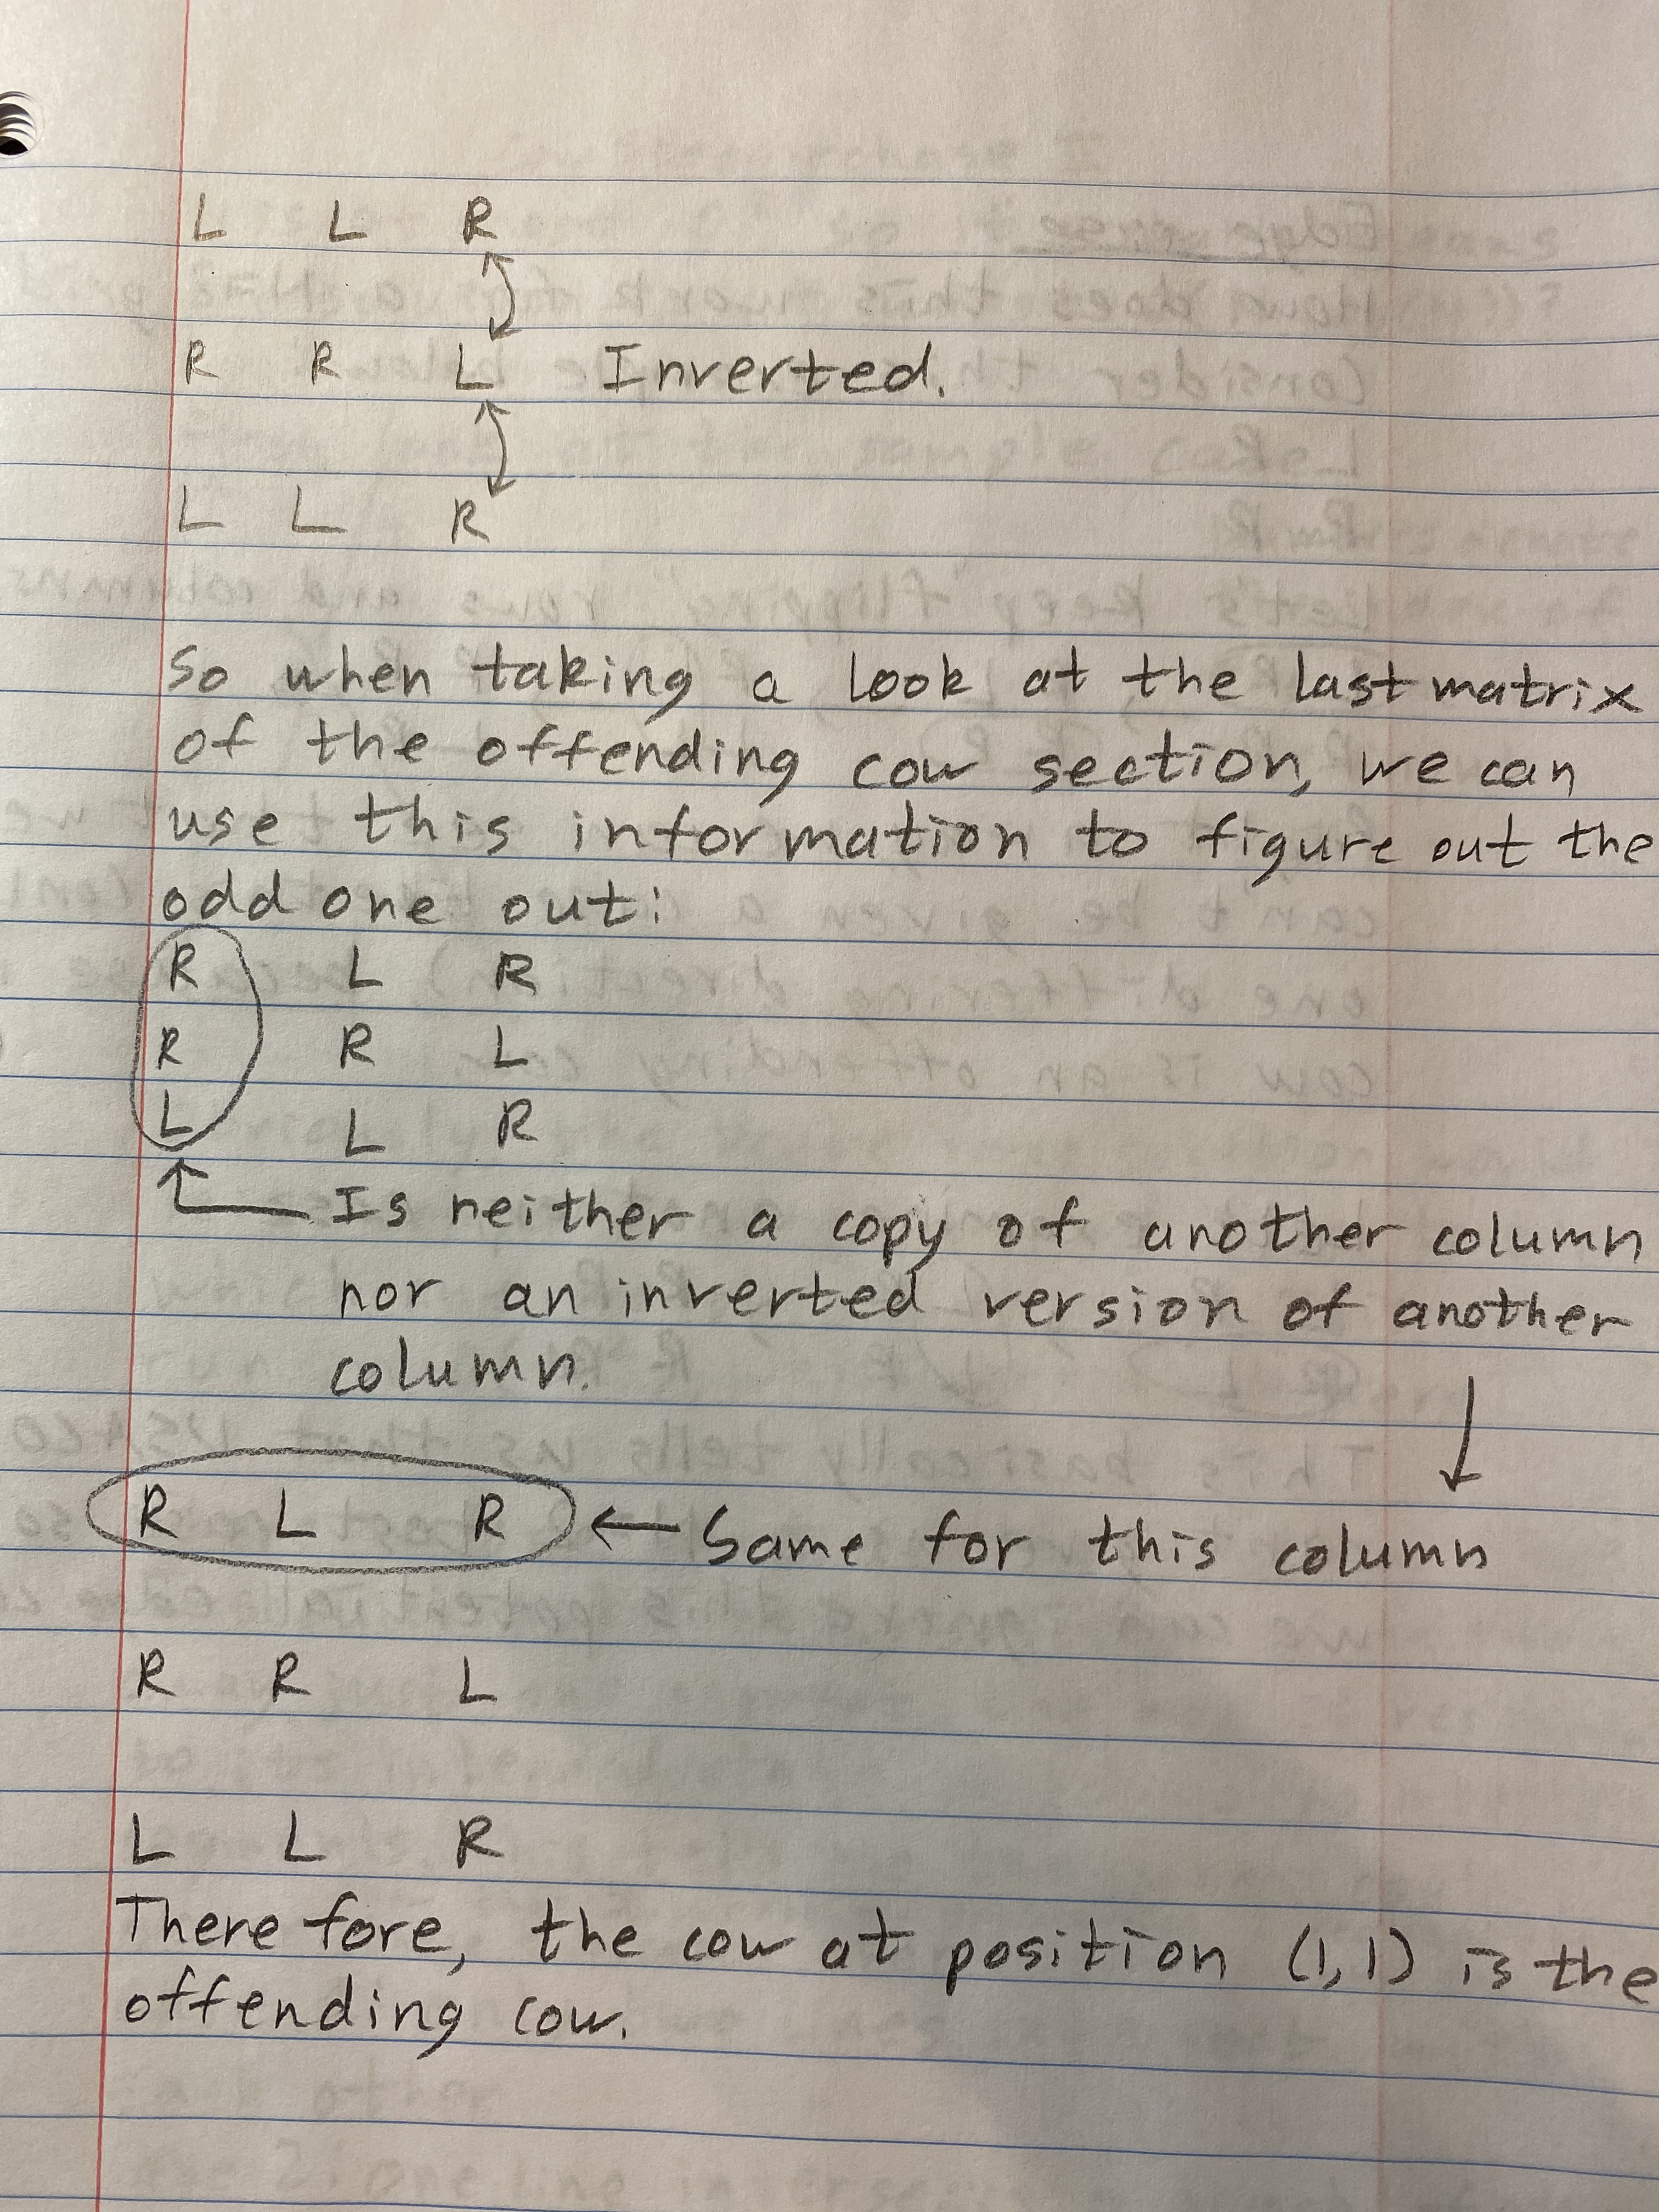 L L R
R R L Inverted.
L L R
So when taking a look at the last matrix
of the offending cow section, we can
use this information to figure out the
odd one out:
R L R
R R L
L L R
Is neither a copy of another column
nor an inverted version of another
column.
R L R ← Same for this column
R R L
L L R
Therefore, the cow at position (1,1) is the
offending cow.